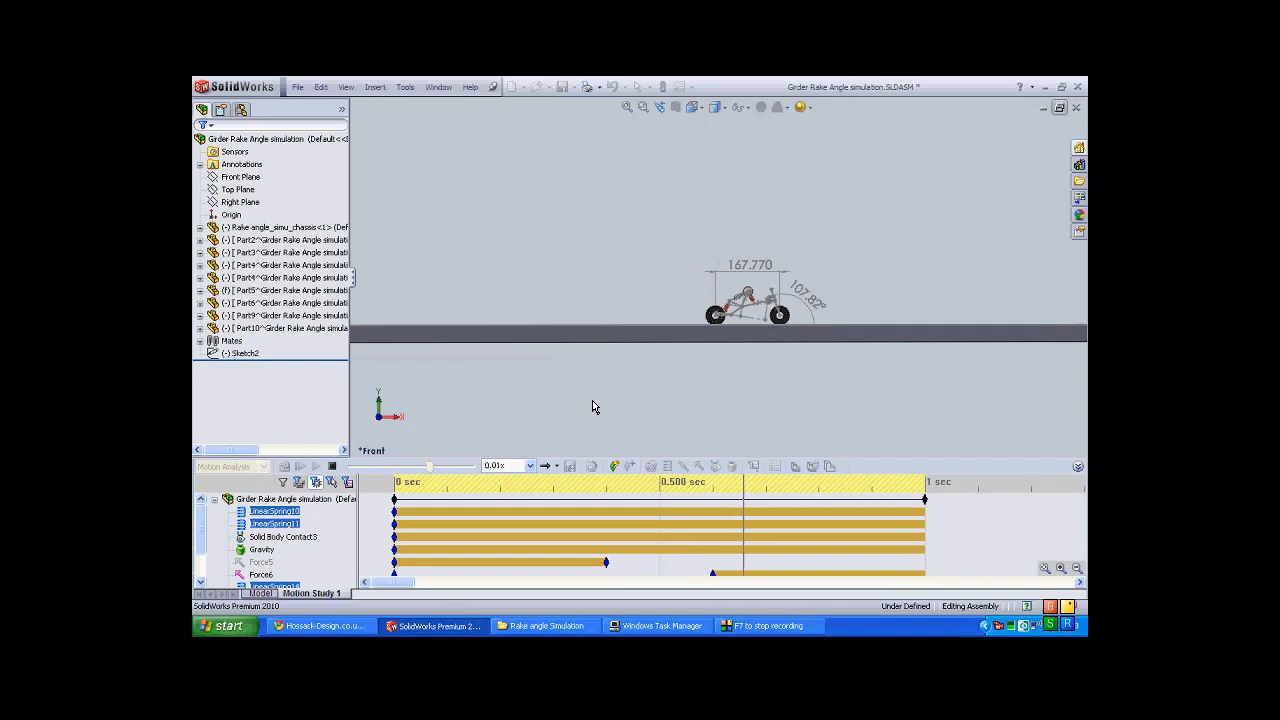 SolidWorks File Edit View Insert Tools Window Help Girder Rake Angle simulation.SLDASM *
Girder Rake Angle simulation (Default<<D
Sensors
Annotations
Front Plane
Top Plane
Right Plane
Origin
Rake angle_simu_chassis<1> (Def
(-) [ Part2^Girder Rake Angle simulati
(-) [ Part3^Girder Rake Angle simulati
(-) [ Part4^Girder Rake Angle simulati
(-) [ Part4^Girder Rake Angle simulati
(f) [ Part5^Girder Rake Angle simulati
(-) [ Part6^Girder Rake Angle simulati
(-) [ Part9^Girder Rake Angle simulati
(-) [ Part10^Girder Rake Angle simula
Mates
(-) Sketch2
167.770
107.82°
Y
X
*Front
Motion Analysis 0.01x
0 sec 0.500 sec 1 sec
Girder Rake Angle simulation (Defa
LinearSpring10
LinearSpring11
Solid Body Contact3
Gravity
Force5
Force6
LinearSpring14
Model Motion Study 1
SolidWorks Premium 2010 Under Defined Editing Assembly
start Hossack-Design.co.u... SolidWorks Premium 2... Rake angle Simulation Windows Task Manager F7 to stop recording S R